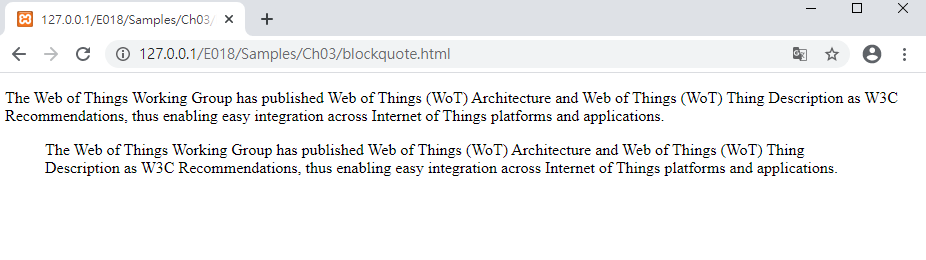 127.0.0.1/E018/Samples/Ch03/
127.0.0.1/E018/Samples/Ch03/blockquote.html
The Web of Things Working Group has published Web of Things (WoT) Architecture and Web of Things (WoT) Thing Description as W3C
Recommendations, thus enabling easy integration across Internet of Things platforms and applications.
The Web of Things Working Group has published Web of Things (WoT) Architecture and Web of Things (WoT) Thing
Description as W3C Recommendations, thus enabling easy integration across Internet of Things platforms and applications.